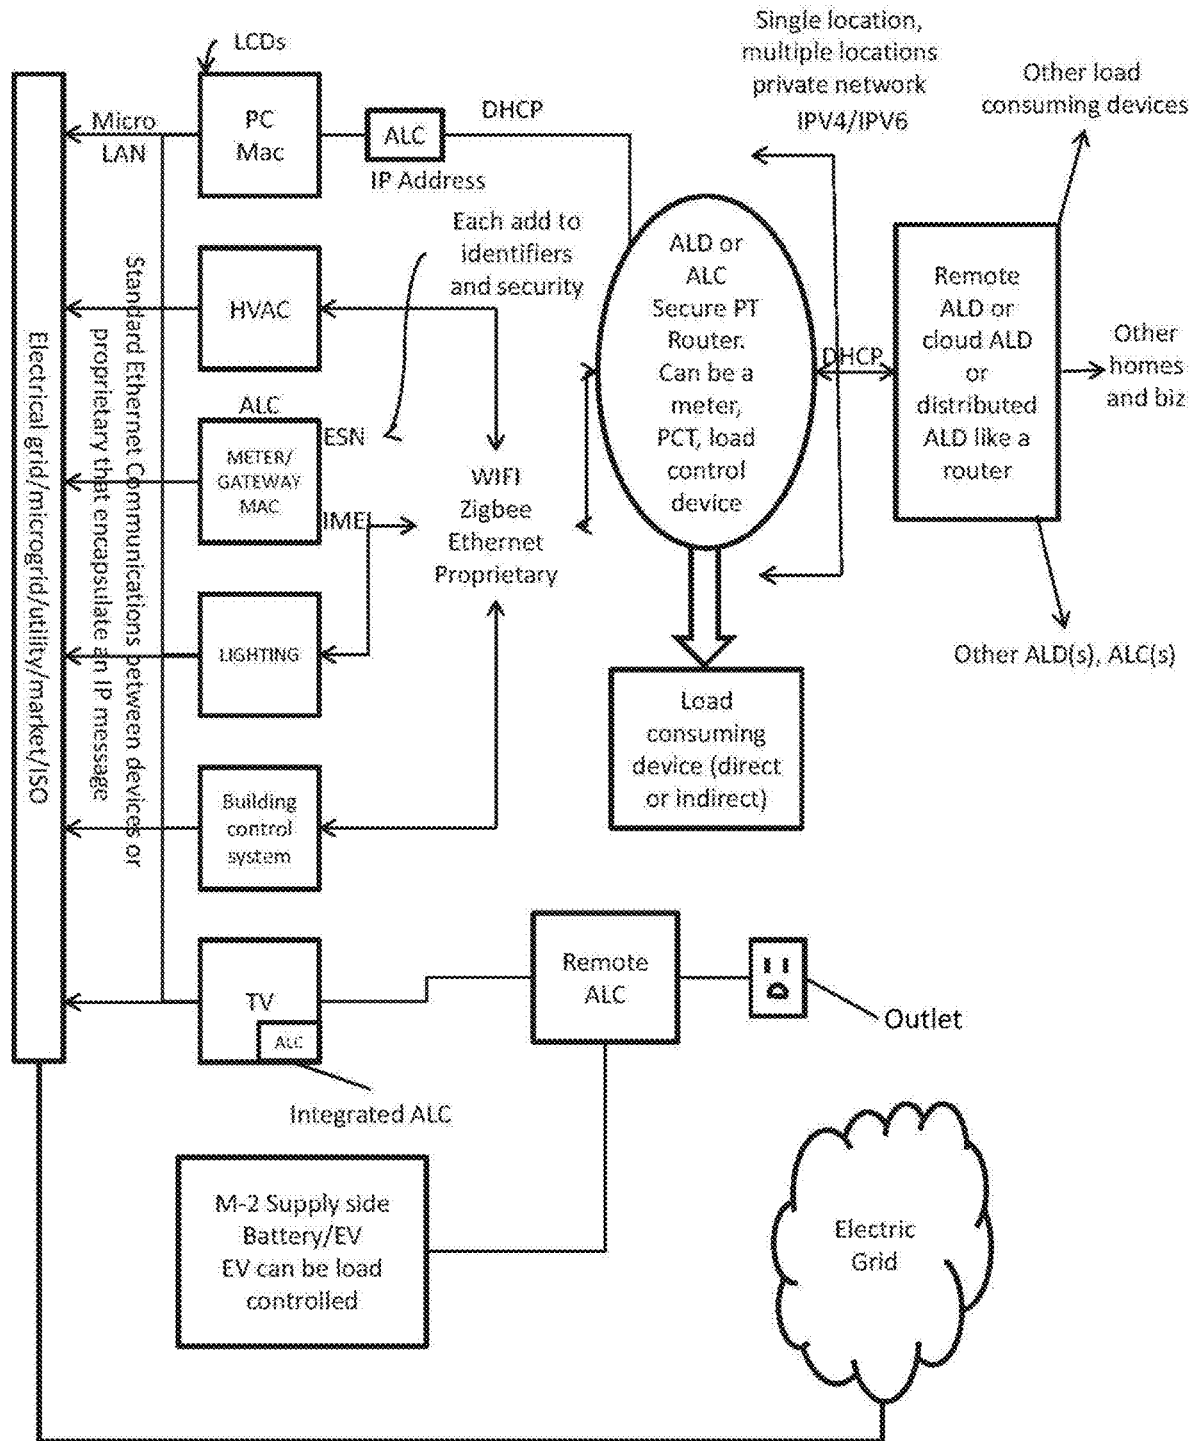 LCDs
Micro
LAN
PC
Mac
ALC
IP Address
DHCP
Single location,
multiple locations
private network
IPV4/IPV6
Other load
consuming devices
Each add to
identifiers
and security
HVAC
ALC
METER/
GATEWAY
MAC
ESN
IMEI
LIGHTING
Building
control
system
WIFI
Zigbee
Ethernet
Proprietary
ALD or
ALC
Secure PT
Router.
Can be a
meter,
PCT, load
control
device
DHCP
Remote
ALD or
cloud ALD
or
distributed
ALD like a
router
Other
homes
and biz
Other ALD(s), ALC(s)
Load
consuming
device (direct
or indirect)
Electrical grid/microgrid/utility/market/ISO
Standard Ethernet Communications between devices or
proprietary that encapsulate an IP message
TV
ALC
Integrated ALC
Remote
ALC
Outlet
M-2 Supply side
Battery/EV
EV can be load
controlled
Electric
Grid